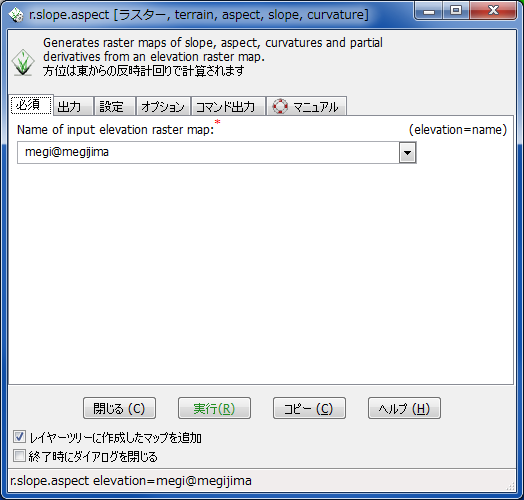 r.slope.aspect [ラスター, terrain, aspect, slope, curvature]
Generates raster maps of slope, aspect, curvatures and partial
derivatives from an elevation raster map.
方位は東からの反時計回りで計算されます
必須 出力 設定 オプション コマンド出力 マニュアル
Name of input elevation raster map:* (elevation=name)
megi@megijima
閉じる (C) 実行(R) コピー (C) ヘルプ (H)
レイヤーツリーに作成したマップを追加
終了時にダイアログを閉じる
r.slope.aspect elevation=megi@megijima